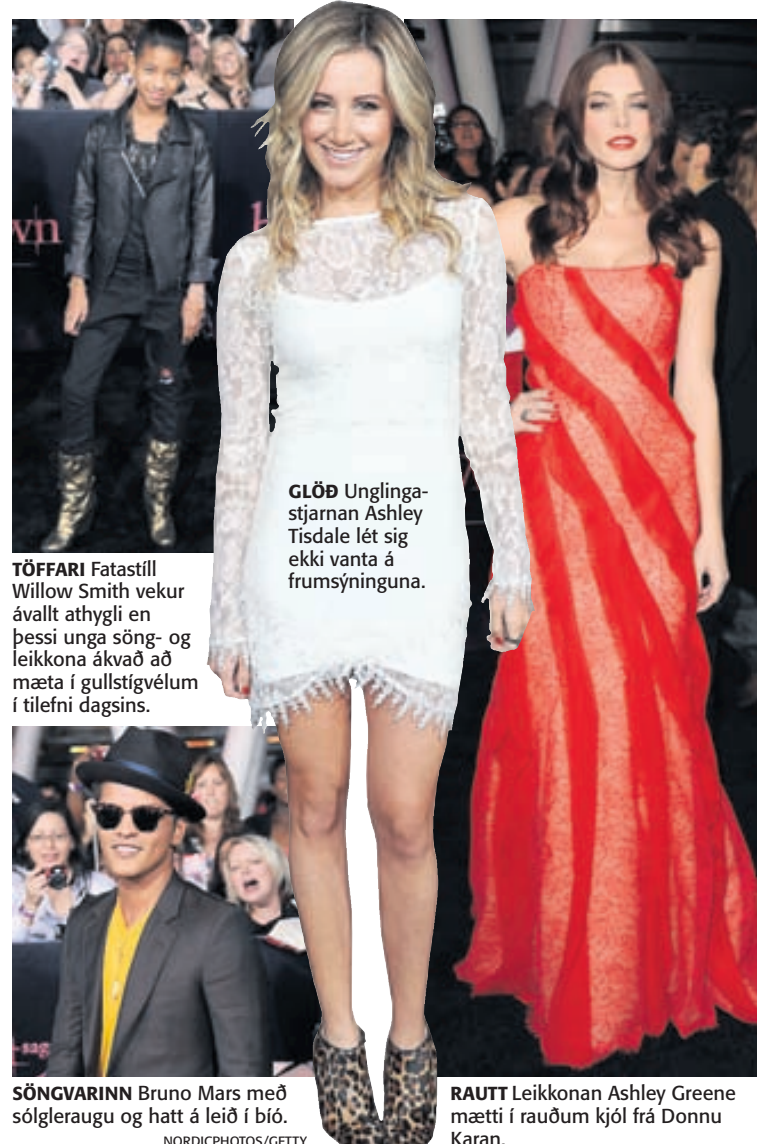 wn
GLÖÐ Unglinga-
stjarnan Ashley
Tisdale lét sig
ekki vanta á
frumsýninguna.
TÖFFARI Fatastíll
Willow Smith vekur
ávallt athygli en
þessi unga söng- og
leikkona ákvað að
mæta í gullstígvélum
í tilefni dagsins.
-sag
SÖNGVARINN Bruno Mars með
sólgleraugu og hatt á leið í bíó.
NORDICPHOTOS/GETTY
RAUTT Leikkonan Ashley Greene
mætti í rauðum kjól frá Donnu
Karan.